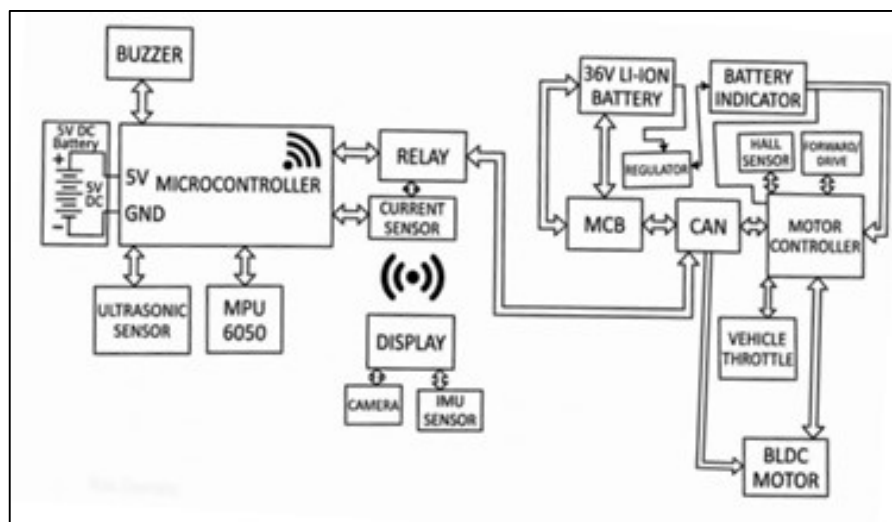 BUZZER
5V DC
Battery
+
5V
DC
-
5V
MICROCONTROLLER
GND
RELAY
CURRENT
SENSOR
ULTRASONIC
SENSOR
MPU
6050
DISPLAY
CAMERA
IMU
SENSOR
36V LI-ION
BATTERY
BATTERY
INDICATOR
REGULATOR
HALL
SENSOR
FORWARD/
DRIVE
MCB
CAN
MOTOR
CONTROLLER
VEHICLE
THROTTLE
BLDC
MOTOR